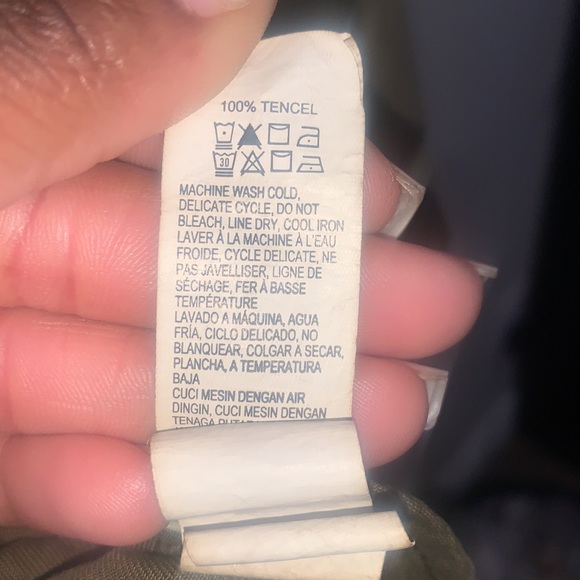 100% TENCEL
30
MACHINE WASH COLD,
DELICATE CYCLE, DO NOT
BLEACH, LINE DRY, COOL IRON
LAVER À LA MACHINE À L'EAU
FROIDE, CYCLE DELICATE, NE
PAS JAVELLISER, LIGNE DE
SÉCHAGE, FER À BASSE
TEMPÉRATURE
LAVADO A MÁQUINA, AGUA
FRÍA, CICLO DELICADO, NO
BLANQUEAR, COLGAR A SECAR,
PLANCHA, A TEMPERATURA
BAJA
CUCI MESIN DENGAN AIR
DINGIN, CUCI MESIN DENGAN
TENAGA